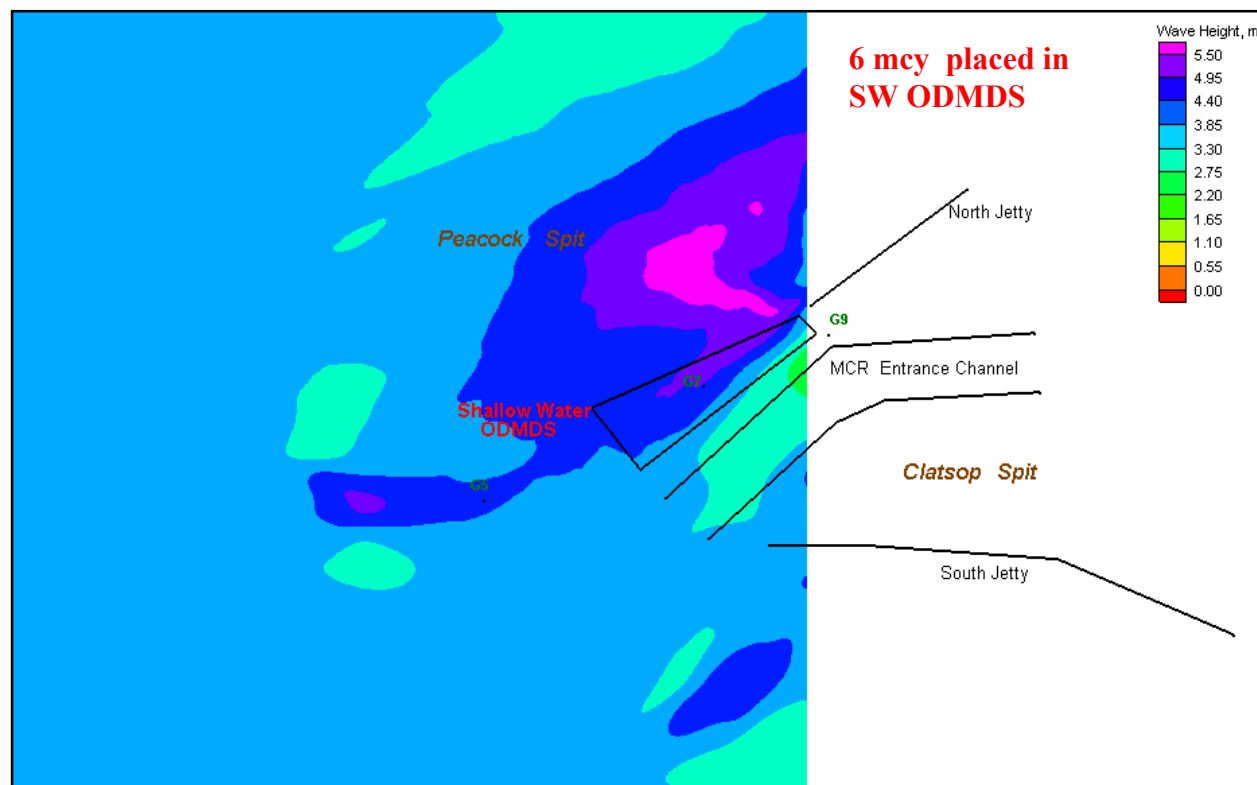 6 mcy placed in
SW ODMDS
Wave Height, m
5.50
4.95
4.40
3.85
3.30
2.75
2.20
1.65
1.10
0.55
0.00
North Jetty
Peacock Spit
G9
MCR Entrance Channel
G7
Shallow Water
ODMDS
Clatsop Spit
South Jetty